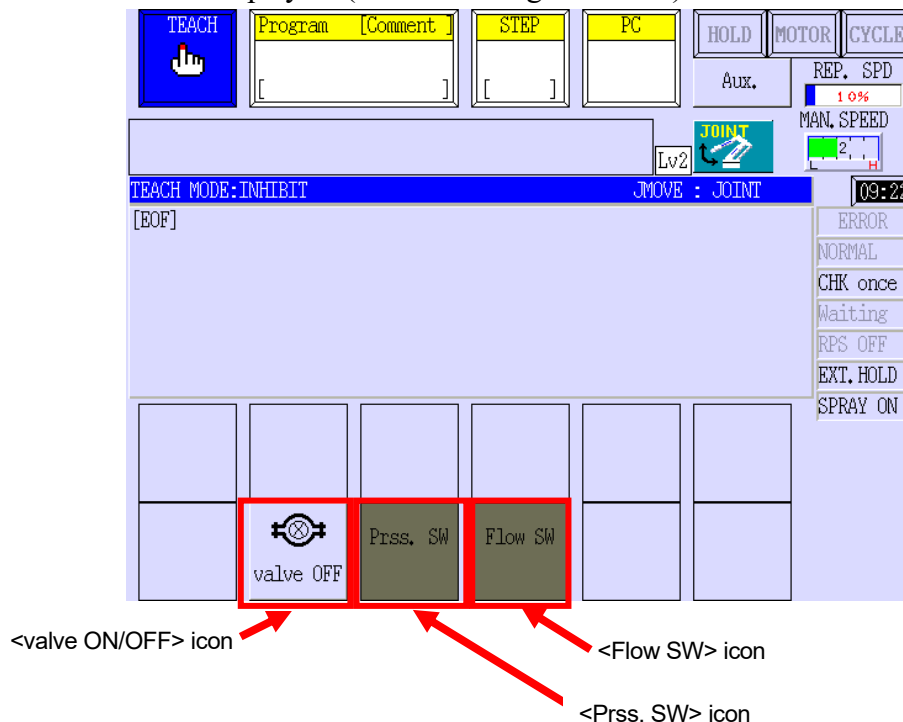 TEACH
Program [Comment ]
[ ]
STEP
[ ]
PC
HOLD
MOTOR
CYCLE
Aux.
REP. SPD
10%
MAN. SPEED
2
L H
Lv2
JOINT
TEACH MODE:INHIBIT JMOVE : JOINT
09:22
[EOF]
ERROR
NORMAL
CHK once
Waiting
RPS OFF
EXT. HOLD
SPRAY ON
valve OFF
Prss. SW
Flow SW
<valve ON/OFF> icon
<Flow SW> icon
<Prss. SW> icon